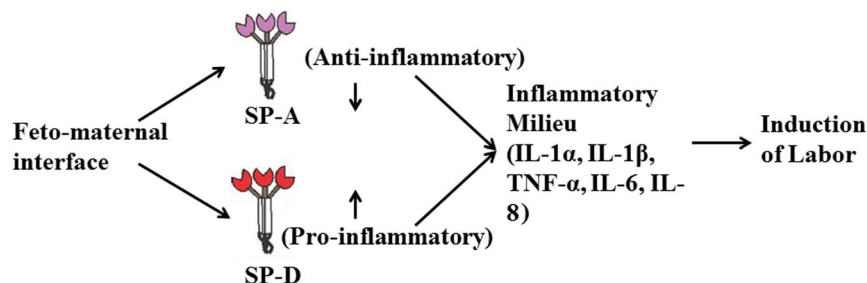 (Anti-inflammatory)
SP-A
Feto-maternal
interface
Inflammatory
Milieu
(IL-1α, IL-1β,
TNF-α, IL-6, IL-
8)
Induction
of Labor
(Pro-inflammatory)
SP-D